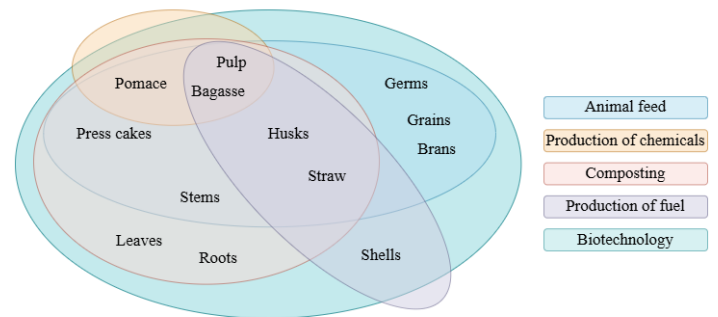 Pulp
Pomace
Bagasse
Germs
Grains
Press cakes
Husks
Brans
Straw
Stems
Leaves
Roots
Shells
Animal feed
Production of chemicals
Composting
Production of fuel
Biotechnology